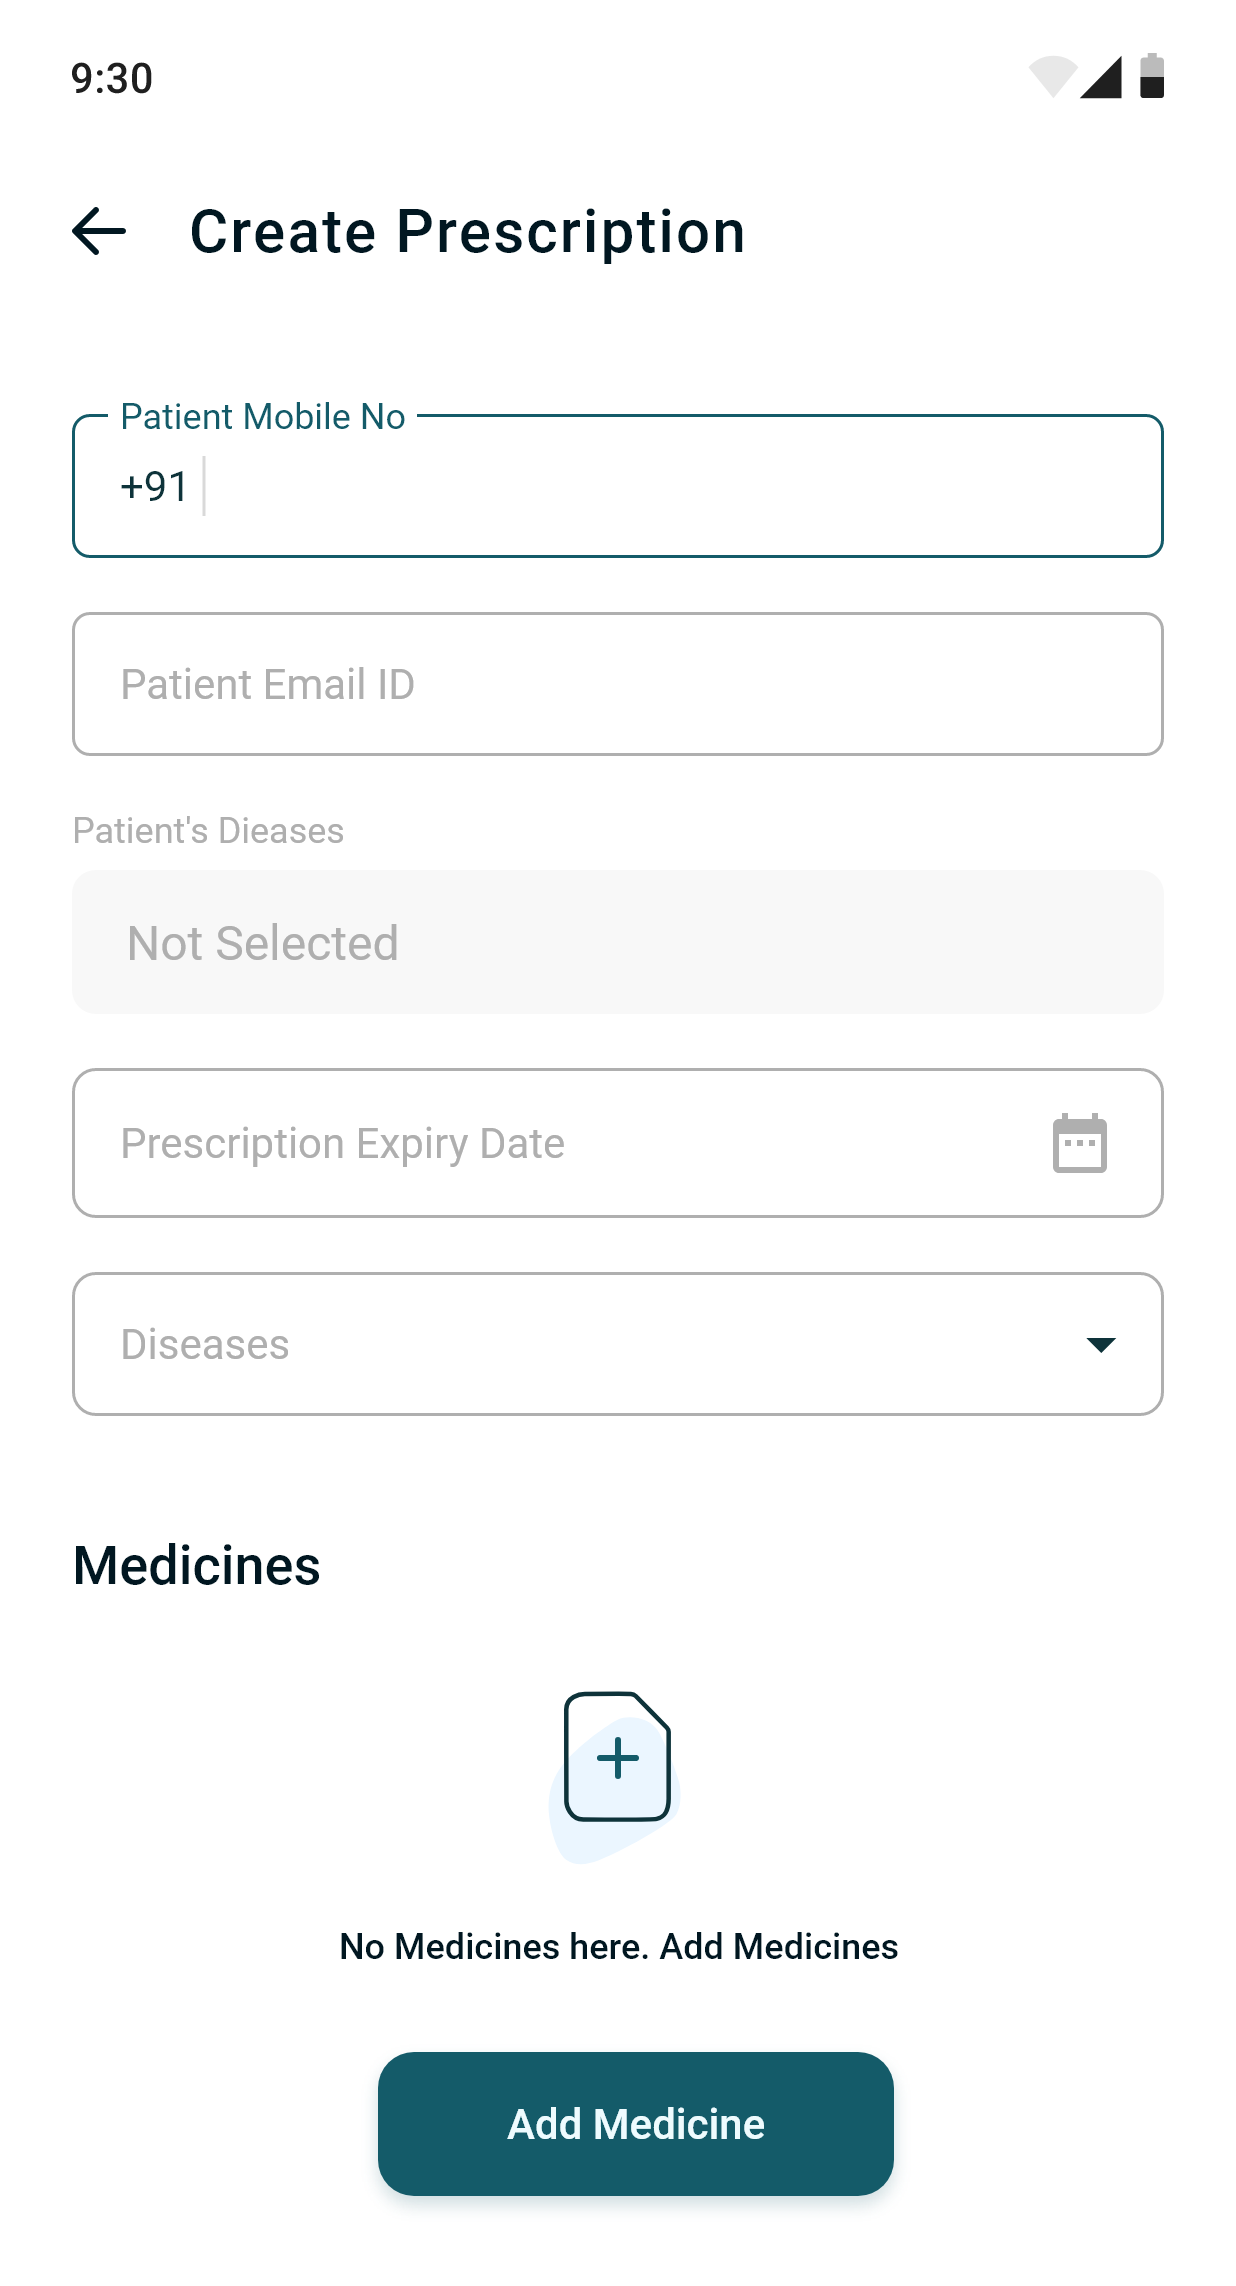 9:30
Create Prescription
Patient Mobile No
+91
Patient Email ID
Patient's Dieases
Not Selected
Prescription Expiry Date
Diseases
Medicines
No Medicines here. Add Medicines
Add Medicine